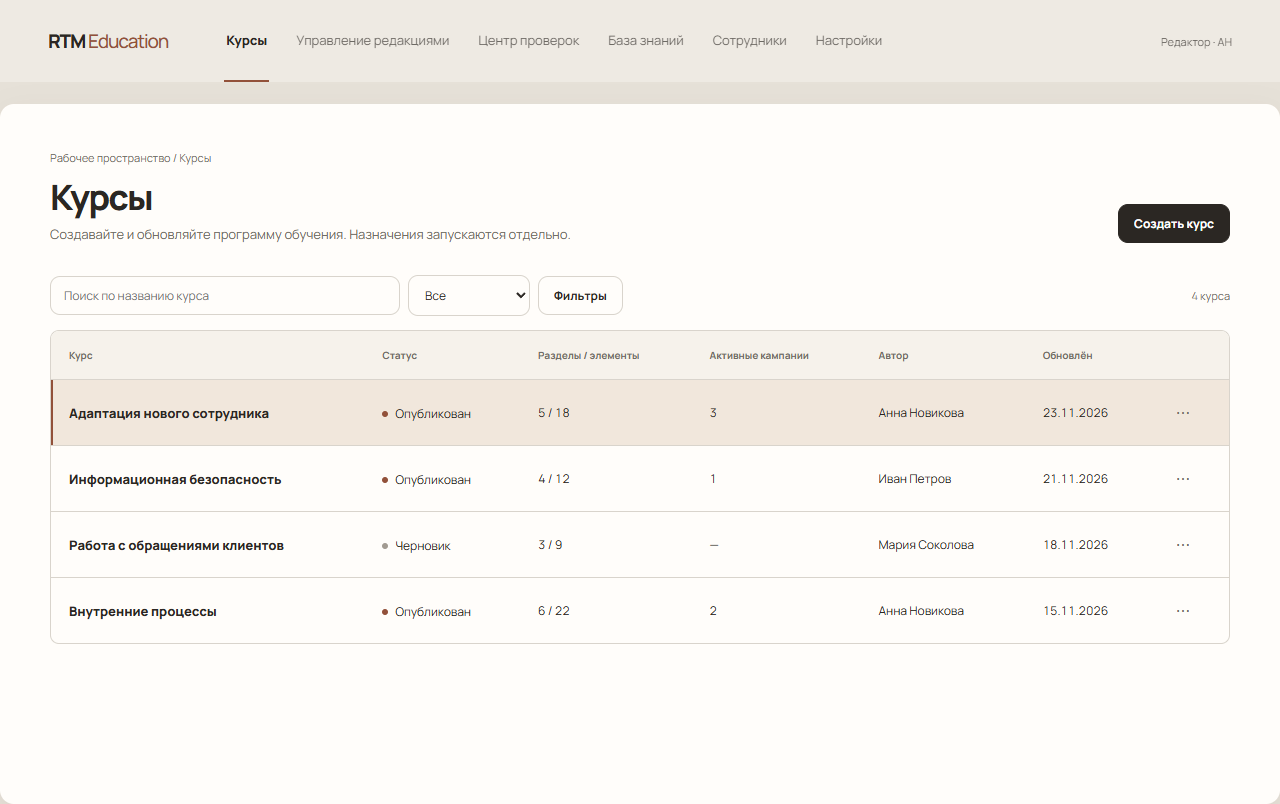 RTM Education Курсы Управление редакциями Центр проверок База знаний Сотрудники Настройки Редактор · АН
Рабочее пространство / Курсы
Курсы
Создавайте и обновляйте программу обучения. Назначения запускаются отдельно.
Создать курс
Поиск по названию курса Все Фильтры 4 курса
Курс Статус Разделы / элементы Активные кампании Автор Обновлён
Адаптация нового сотрудника Опубликован 5 / 18 3 Анна Новикова 23.11.2026 ···
Информационная безопасность Опубликован 4 / 12 1 Иван Петров 21.11.2026 ···
Работа с обращениями клиентов Черновик 3 / 9 — Мария Соколова 18.11.2026 ···
Внутренние процессы Опубликован 6 / 22 2 Анна Новикова 15.11.2026 ···